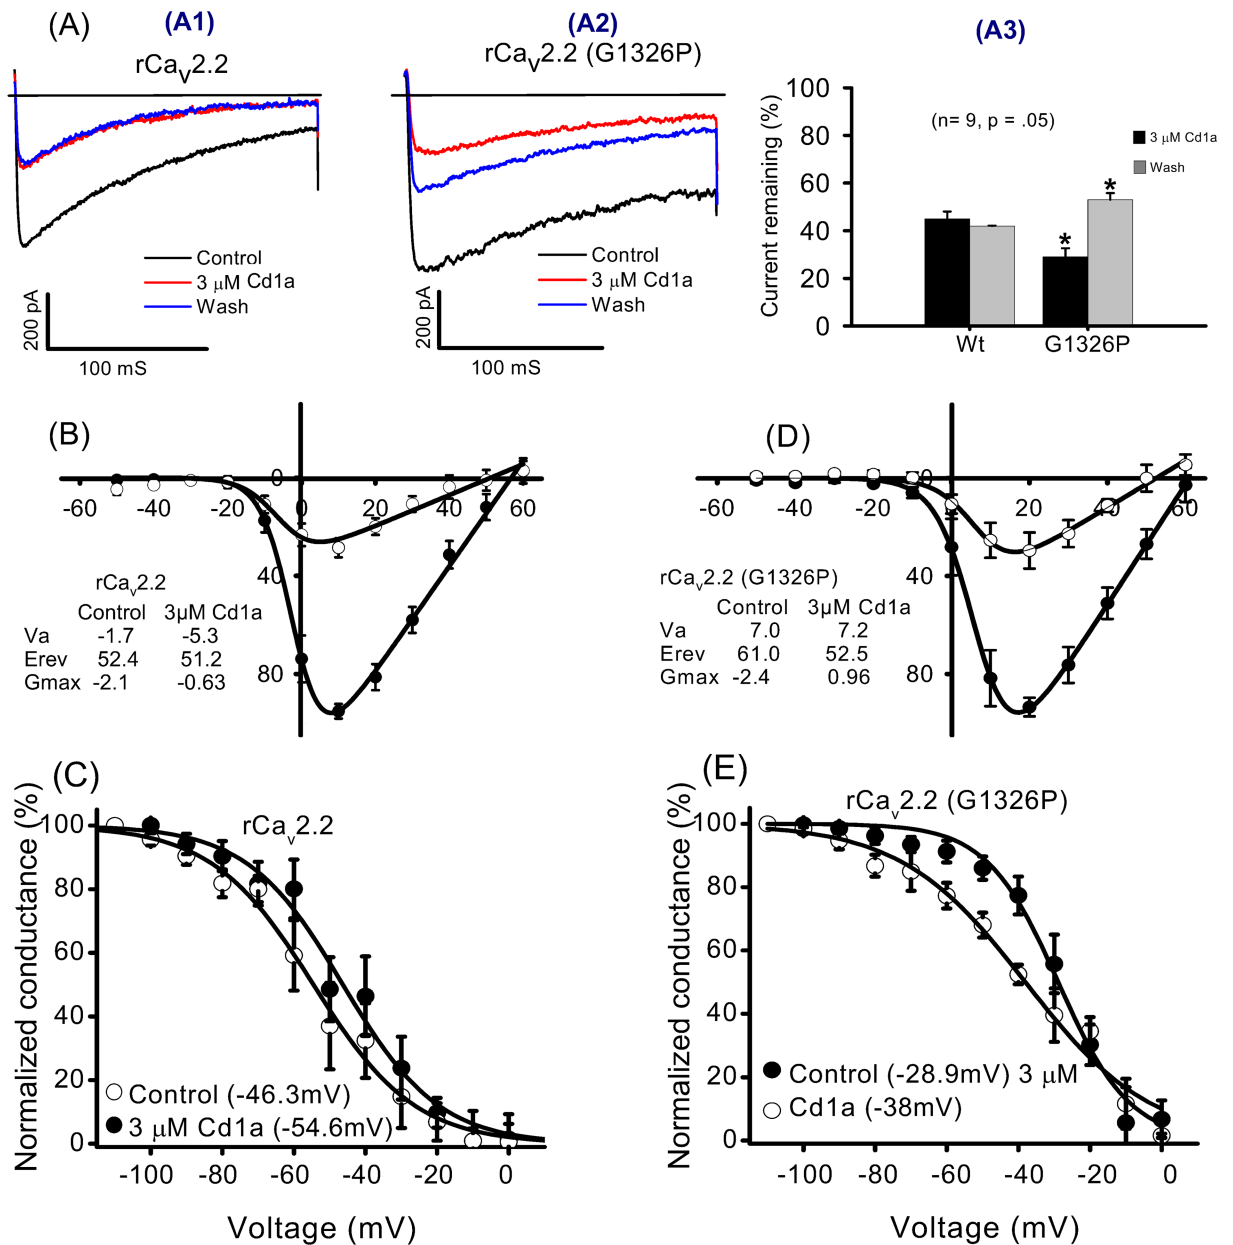 (A)
(A1)
rCav2.2
Control
3 μM Cd1a
Wash
200 pA
100 mS
(A2)
rCav2.2 (G1326P)
Control
3 μM Cd1a
Wash
200 pA
100 mS
(A3)
Current remaining (%)
100
80
60
40
20
0
(n= 9, p = .05)
3 μM Cd1a
Wash
*
*
Wt
G1326P
(B)
0
-60
-40
-20
0
20
40
60
40
80
rCav2.2
Control 3μM Cd1a
Va -1.7 -5.3
Erev 52.4 51.2
Gmax -2.1 -0.63
(D)
0
-60
-40
-20
0
20
40
60
40
80
rCav2.2 (G1326P)
Control 3μM Cd1a
Va 7.0 7.2
Erev 61.0 52.5
Gmax -2.4 0.96
(C)
rCav2.2
Normalized conductance (%)
100
80
60
40
20
0
Control (-46.3mV)
3 μM Cd1a (-54.6mV)
-100
-80
-60
-40
-20
0
Voltage (mV)
(E)
rCav2.2 (G1326P)
Normalized conductance (%)
100
80
60
40
20
0
Control (-28.9mV) 3 μM
Cd1a (-38mV)
-100
-80
-60
-40
-20
0
Voltage (mV)